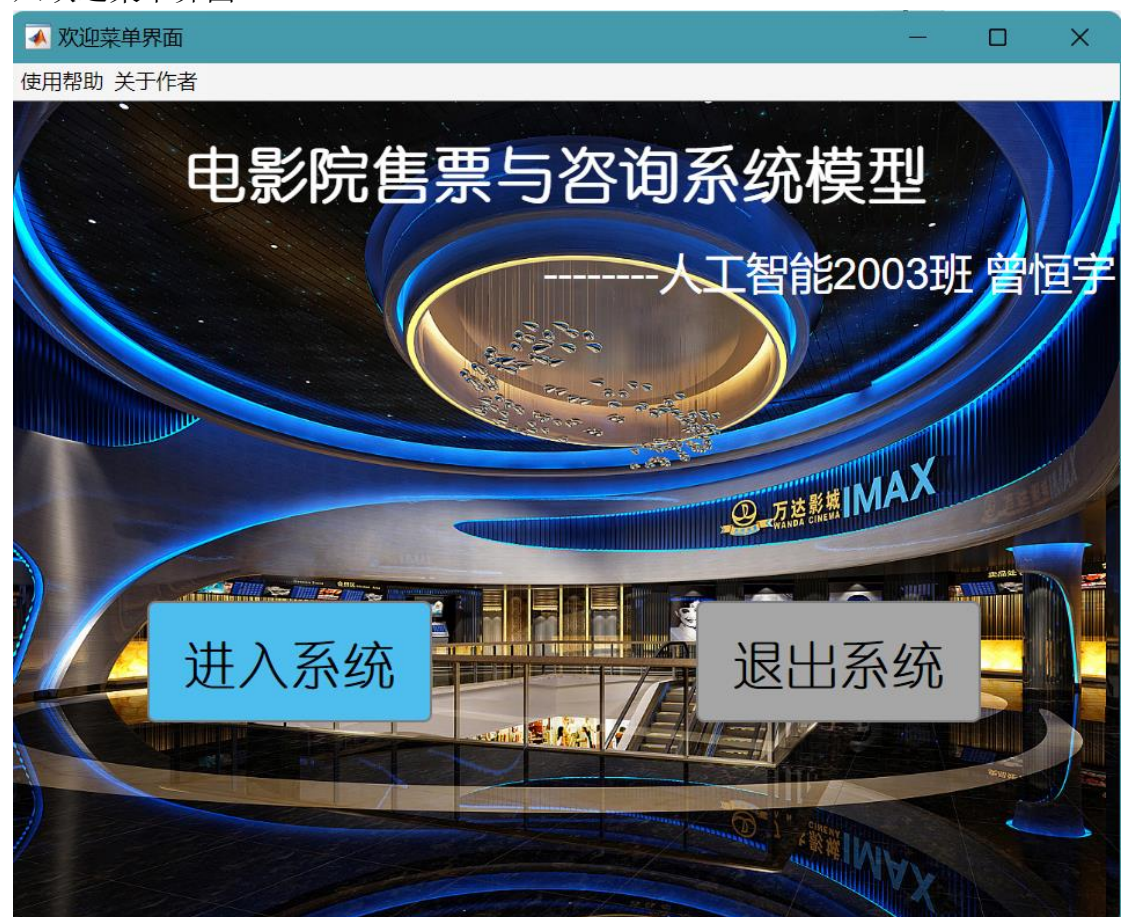 欢迎菜单界面
使用帮助 关于作者
电影院售票与咨询系统模型
--------人工智能2003班 曾恒宇
万达影城 IMAX
WANDA CINEMA
进入系统
退出系统